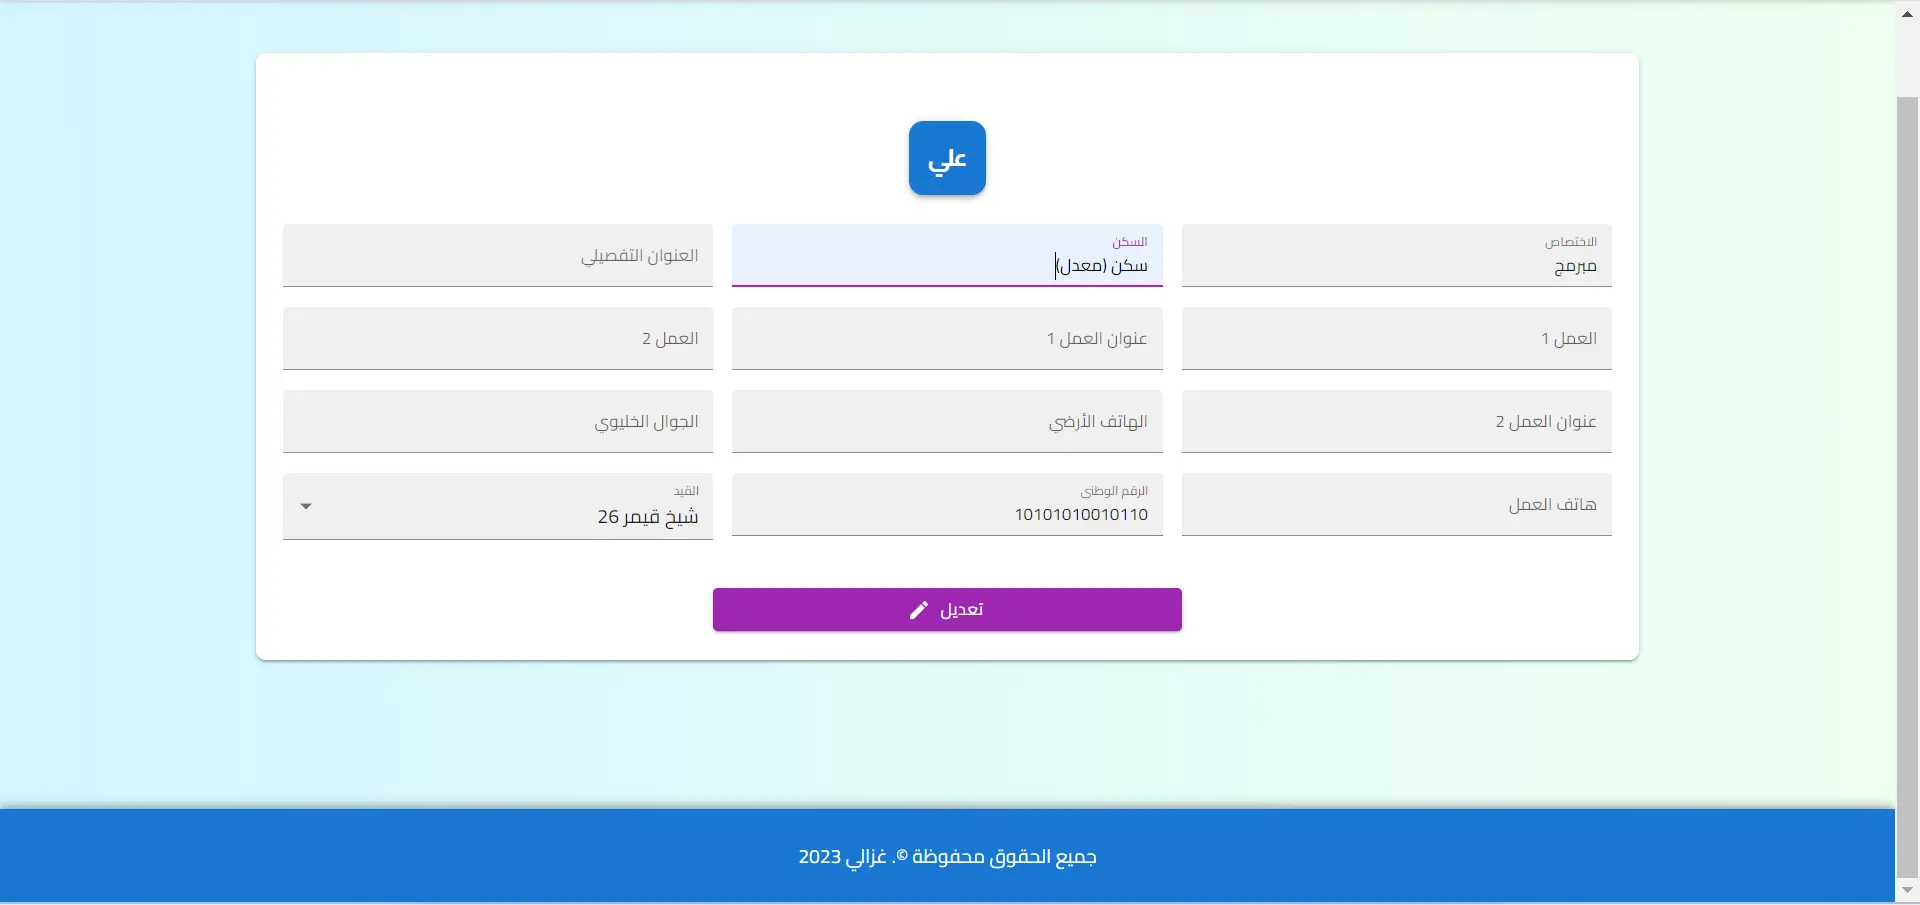 علي
الاختصاص
مبرمج
السكن
سكن (معدل)
العنوان التفصيلي
العمل 1
عنوان العمل 1
العمل 2
عنوان العمل 2
الهاتف الأرضي
الجوال الخليوي
هاتف العمل
الرقم الوطني
10101010010110
القيد
شيخ قيمر 26
تعديل
جميع الحقوق محفوظة ©. غزالي 2023